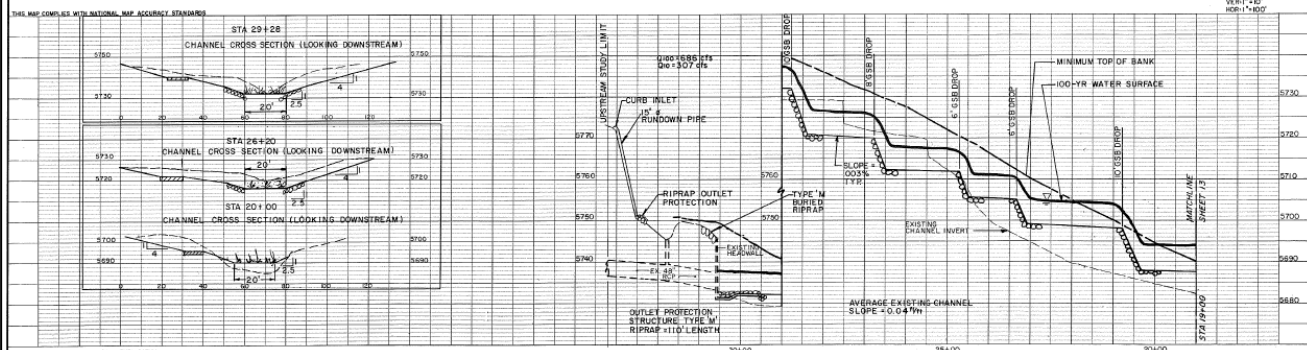 THIS MAP COMPLIES WITH NATIONAL MAP ACCURACY STANDARDS
VER:1"=10'
HOR:1"=100'
STA 29+28
CHANNEL CROSS SECTION (LOOKING DOWNSTREAM)
5750
5750
5730
5730
4
2.5
20'
0 20 40 60 80 100 120
STA 26+20
CHANNEL CROSS SECTION (LOOKING DOWNSTREAM)
20'
5730
5730
5720
5720
4
2.5
STA 20+00
CHANNEL CROSS SECTION (LOOKING DOWNSTREAM)
5700
5700
5690
5690
4
2.5
20'
0 20 40 60 80 100 120
UPSTREAM STUDY LIMIT
Q100=686 cfs
Q10=307 cfs
CURB INLET
15"
RUNDOWN PIPE
5770
5760
5750
5740
RIPRAP OUTLET
PROTECTION
TYPE 'M'
BURIED
RIPRAP
EXISTING
HEADWALL
EX. 48"
RCP
OUTLET PROTECTION
STRUCTURE TYPE 'M'
RIPRAP =110' LENGTH
5760
5750
10' GSB DROP
8' GSB DROP
6' GSB DROP
6' GSB DROP
10' GSB DROP
MINIMUM TOP OF BANK
100-YR WATER SURFACE
SLOPE =
.003%
TYP.
EXISTING
CHANNEL INVERT
AVERAGE EXISTING CHANNEL
SLOPE = 0.04
5730
5720
5710
5700
5690
5680
MATCHLINE
SHEET 13
STA 19+00
30+00
25+00
20+00